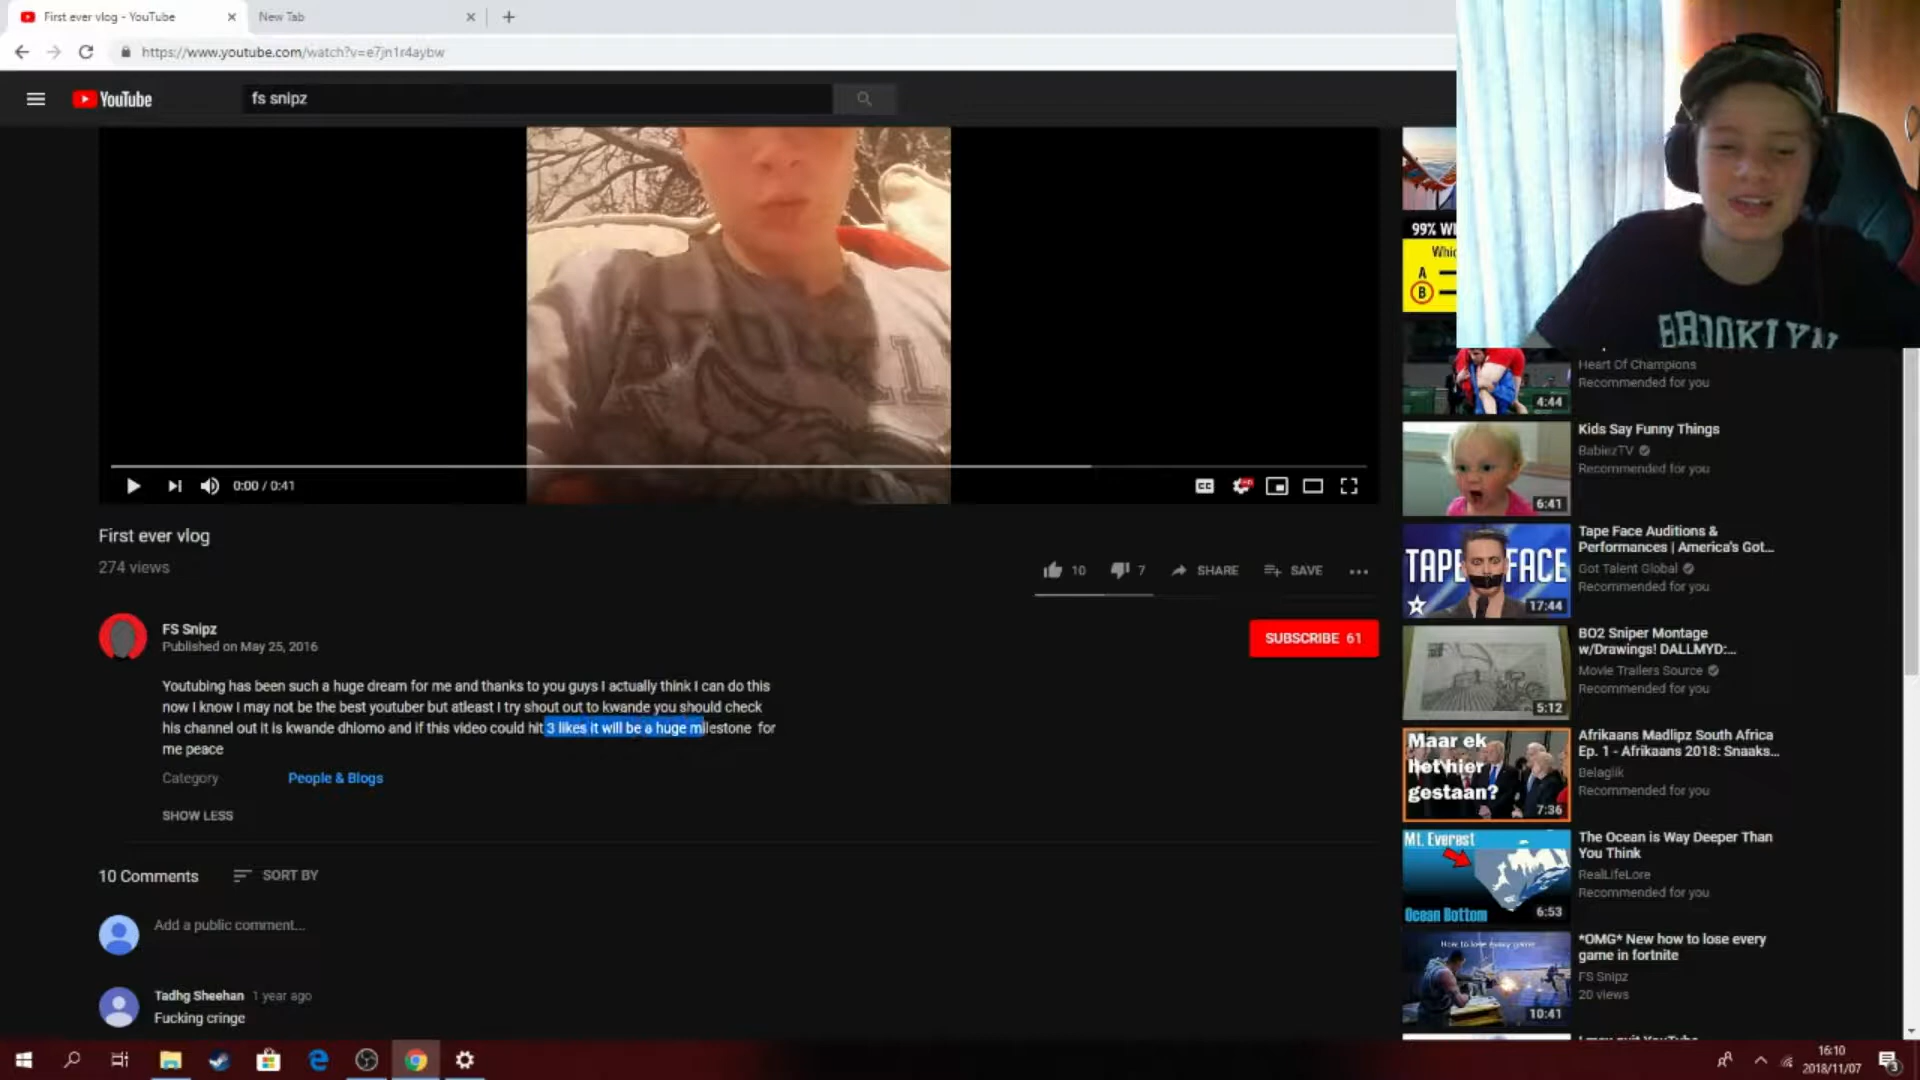 First ever vlog - YouTube
New Tab
https://www.youtube.com/watch?v=e7jn1r4aybw
YouTube
fs snipz
BROOKLYN
0:00 / 0:41
CC
First ever vlog
274 views
10
7
SHARE
SAVE
FS Snipz
Published on May 25, 2016
SUBSCRIBE 61
Youtubing has been such a huge dream for me and thanks to you guys I actually think I can do this
now I know I may not be the best youtuber but atleast I try shout out to kwande you should check
his channel out it is kwande dhlomo and if this video could hit 3 likes it will be a huge milestone for
me peace
Category
People & Blogs
SHOW LESS
10 Comments
SORT BY
Add a public comment...
Tadhg Sheehan 1 year ago
Fucking cringe
99%
A
B
Heart Of Champions
Recommended for you
4:44
Kids Say Funny Things
BabiezTV
Recommended for you
6:41
TAPE FACE
17:44
Tape Face Auditions &
Performances | America's Got...
Got Talent Global
Recommended for you
BO2 Sniper Montage
w/Drawings! DALLMYD:...
Movie Trailers Source
Recommended for you
5:12
Maar ek
het hier
gestaan?
7:36
Afrikaans Madlipz South Africa
Ep. 1 - Afrikaans 2018: Snaaks...
Belaglik
Recommended for you
Mt. Everest
Ocean Bottom
6:53
The Ocean is Way Deeper Than
You Think
RealLifeLore
Recommended for you
How to lose every game
10:41
*OMG* New how to lose every
game in fortnite
FS Snipz
20 views
16:10
2018/11/07
3